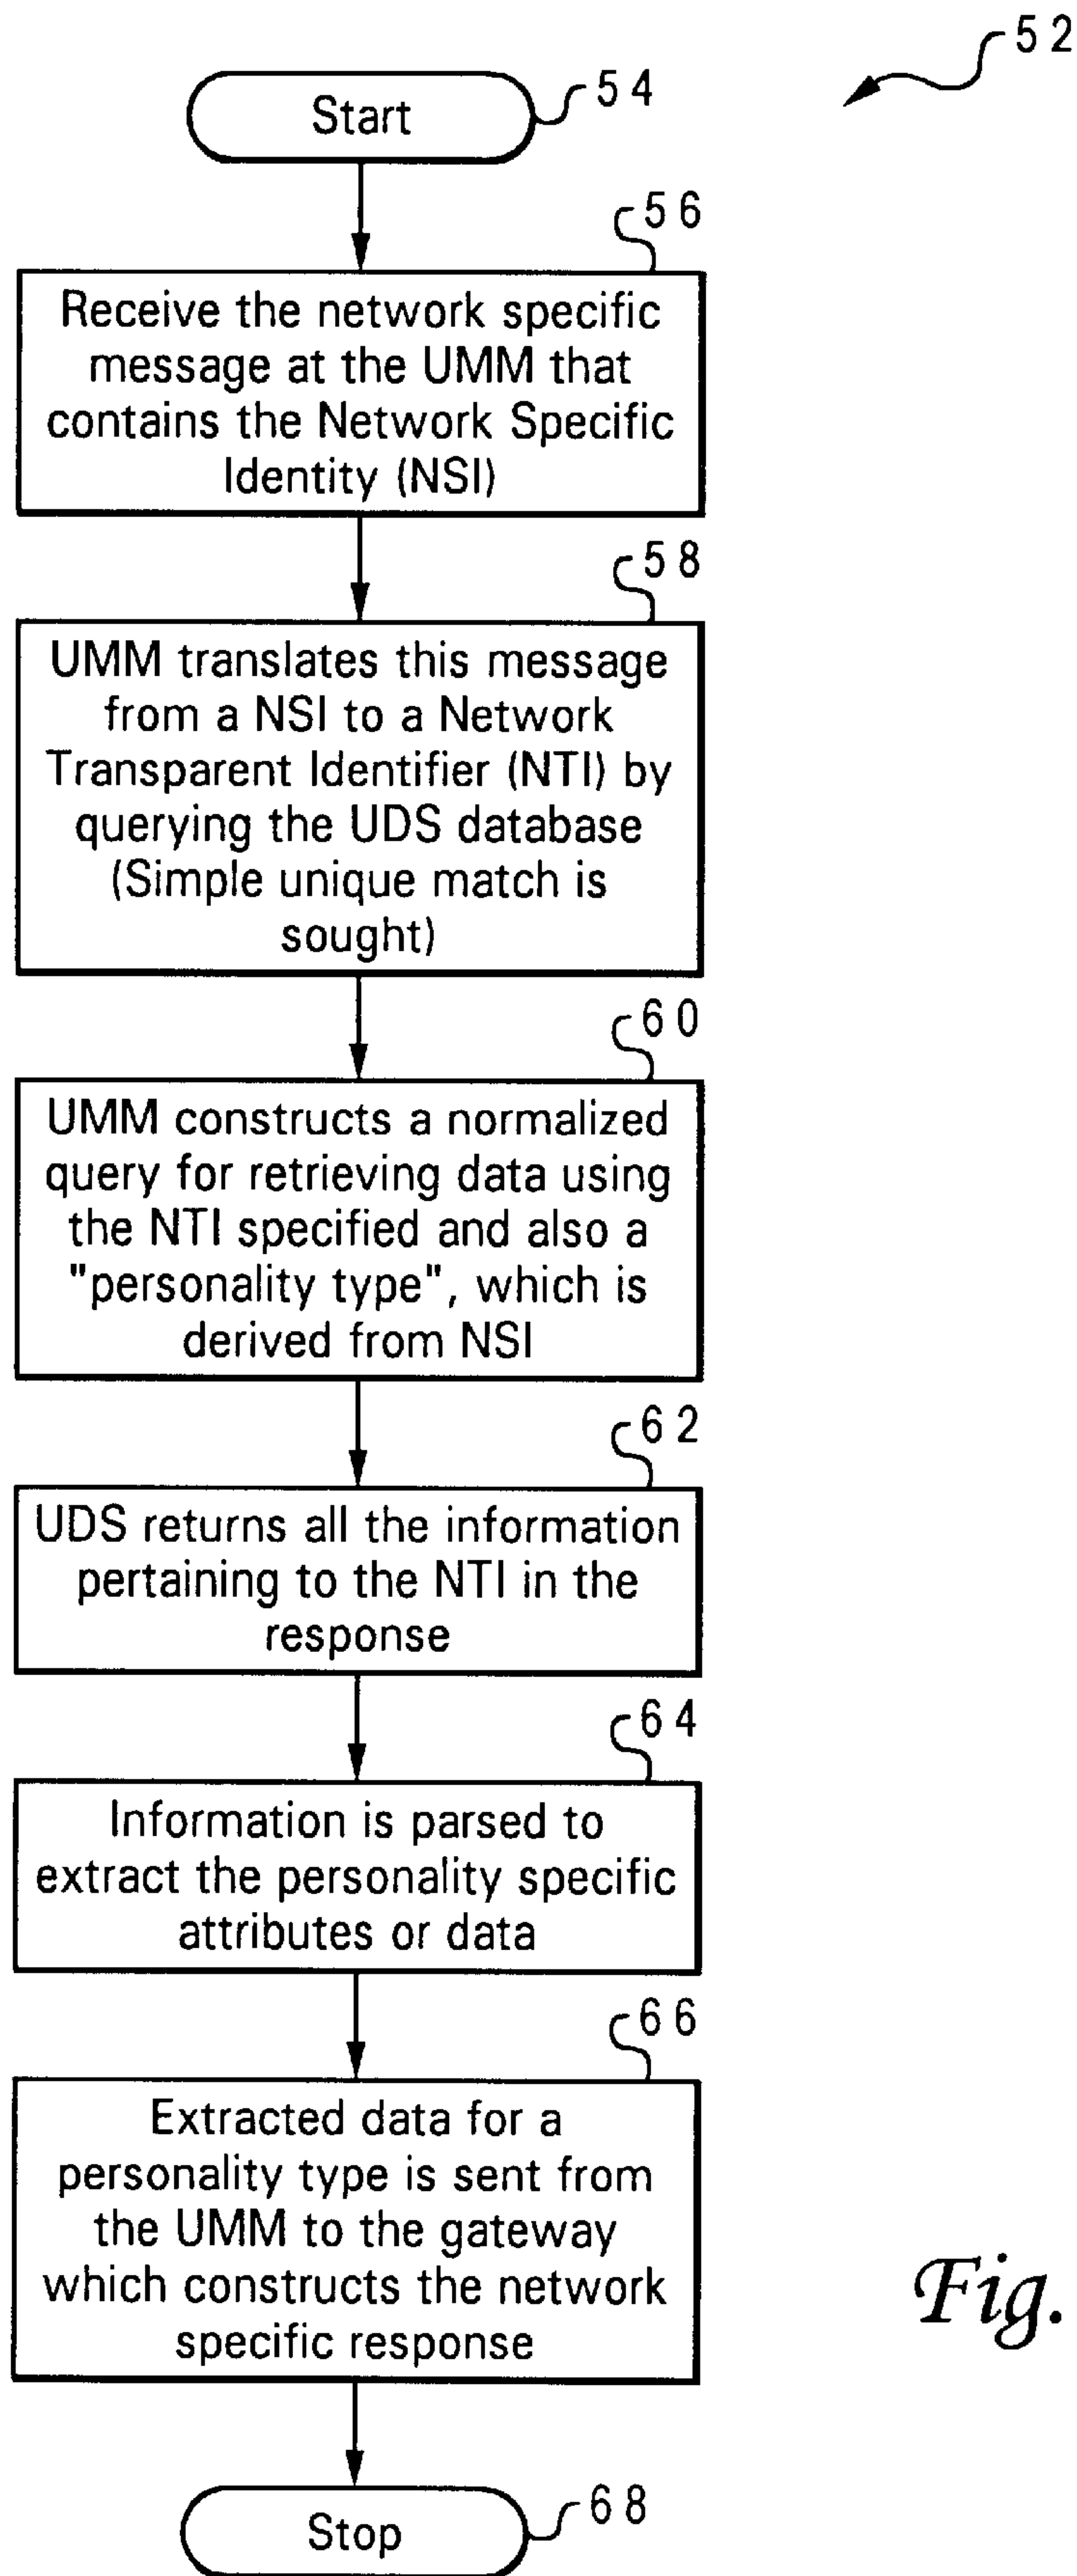 52
Start
54
56
Receive the network specific
message at the UMM that
contains the Network Specific
Identity (NSI)
58
UMM translates this message
from a NSI to a Network
Transparent Identifier (NTI) by
querying the UDS database
(Simple unique match is
sought)
60
UMM constructs a normalized
query for retrieving data using
the NTI specified and also a
"personality type", which is
derived from NSI
62
UDS returns all the information
pertaining to the NTI in the
response
64
Information is parsed to
extract the personality specific
attributes or data
66
Extracted data for a
personality type is sent from
the UMM to the gateway
which constructs the network
specific response
Fig.
Stop
68